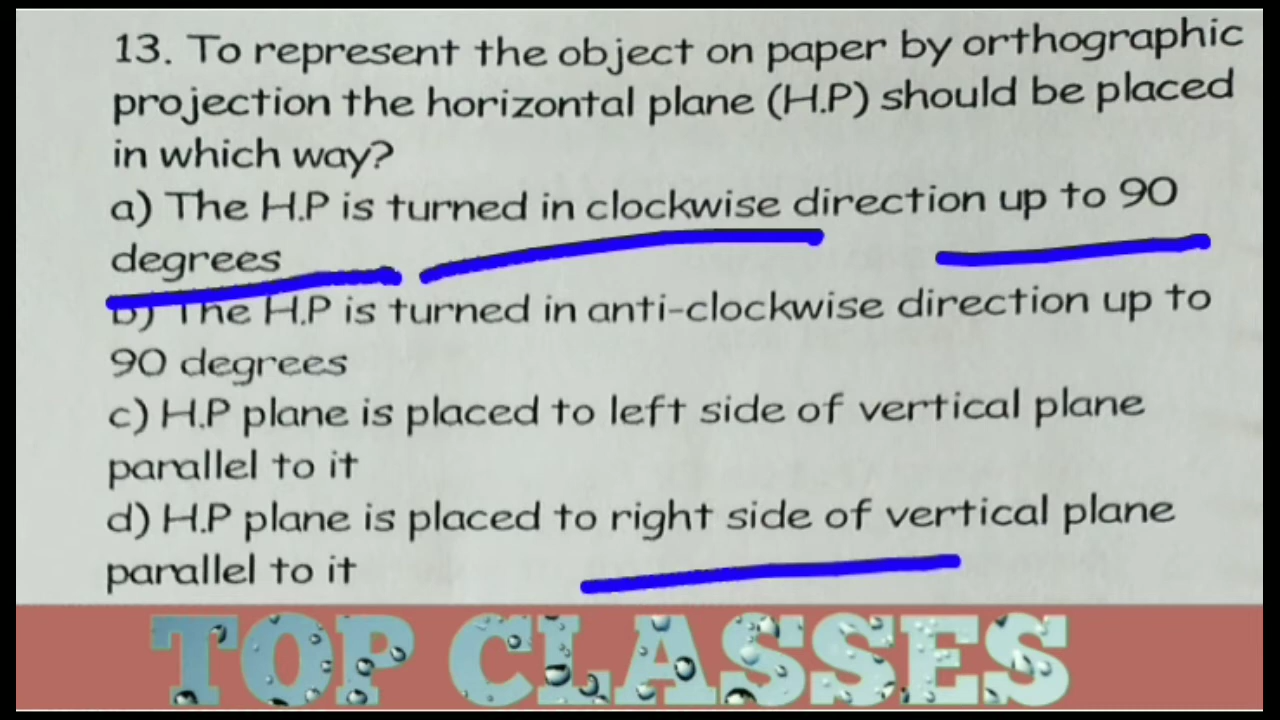 13. To represent the object on paper by orthographic
projection the horizontal plane (H.P) should be placed
in which way?
a) The H.P is turned in clockwise direction up to 90
degrees
b) The H.P is turned in anti-clockwise direction up to
90 degrees
c) H.P plane is placed to left side of vertical plane
parallel to it
d) H.P plane is placed to right side of vertical plane
parallel to it
TOP CLASSES